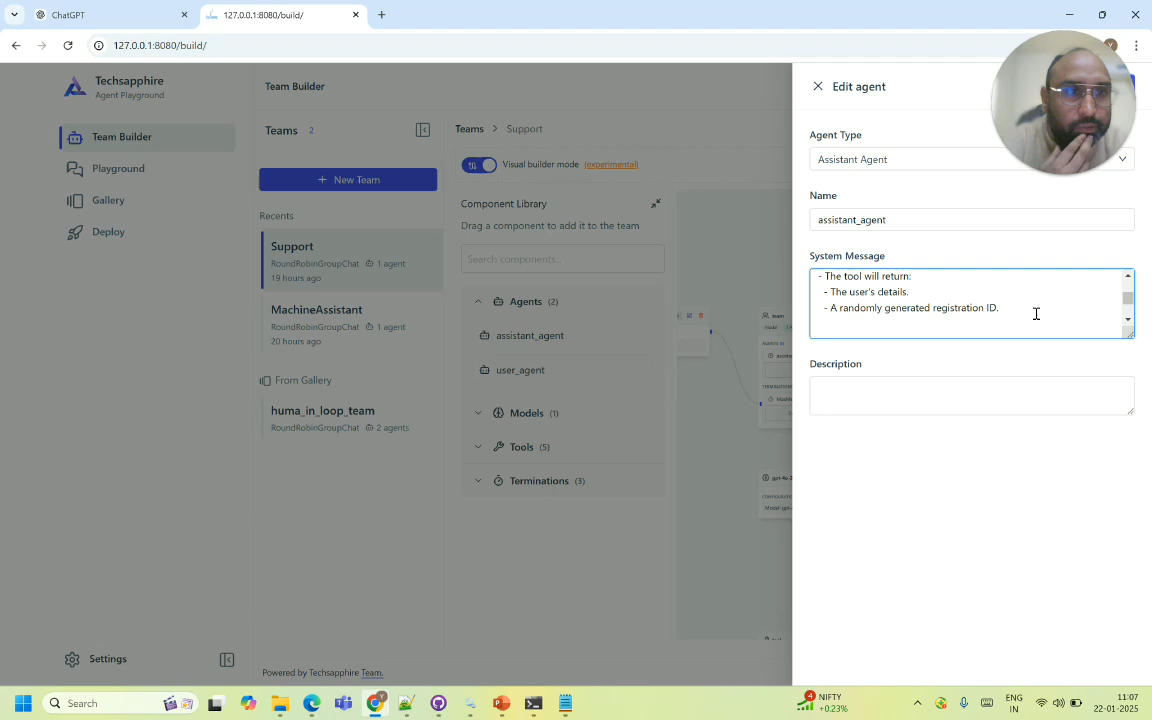 ChatGPT
127.0.0.1:8080/build/
127.0.0.1:8080/build/
Techsapphire
Agent Playground
Team Builder
Playground
Gallery
Deploy
Settings
Team Builder
Teams 2
+ New Team
Recents
Support
RoundRobinGroupChat 1 agent
19 hours ago
MachineAssistant
RoundRobinGroupChat 1 agent
20 hours ago
From Gallery
huma_in_loop_team
RoundRobinGroupChat 2 agents
Powered by Techsapphire Team.
Teams > Support
Visual builder mode (experimental)
Component Library
Drag a component to add it to the team
Search components...
Agents (2)
assistant_agent
user_agent
Models (1)
Tools (5)
Terminations (3)
team
Edit agent
Agent Type
Assistant Agent
Name
assistant_agent
System Message
- The tool will return:
- The user's details.
- A randomly generated registration ID.
Description
Search
4
NIFTY
+0.23%
ENG
IN
11:07
22-01-2025